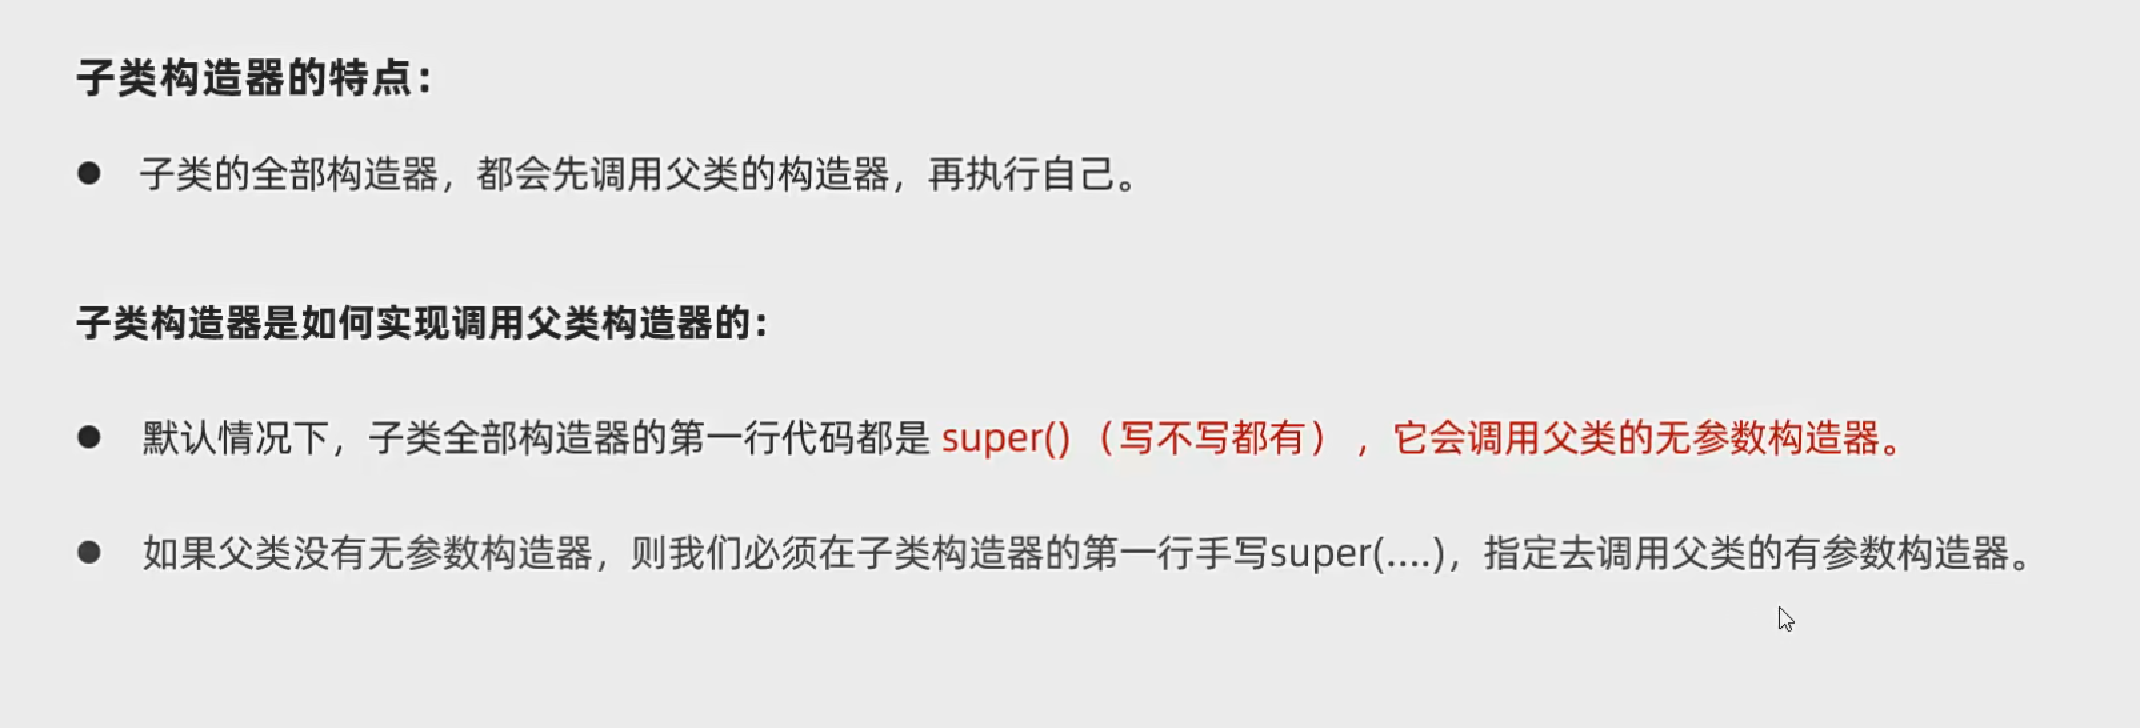 子类构造器的特点：
● 子类的全部构造器，都会先调用父类的构造器，再执行自己。
子类构造器是如何实现调用父类构造器的：
● 默认情况下，子类全部构造器的第一行代码都是 super()（写不写都有），它会调用父类的无参数构造器。
● 如果父类没有无参数构造器，则我们必须在子类构造器的第一行手写super(....)，指定去调用父类的有参数构造器。